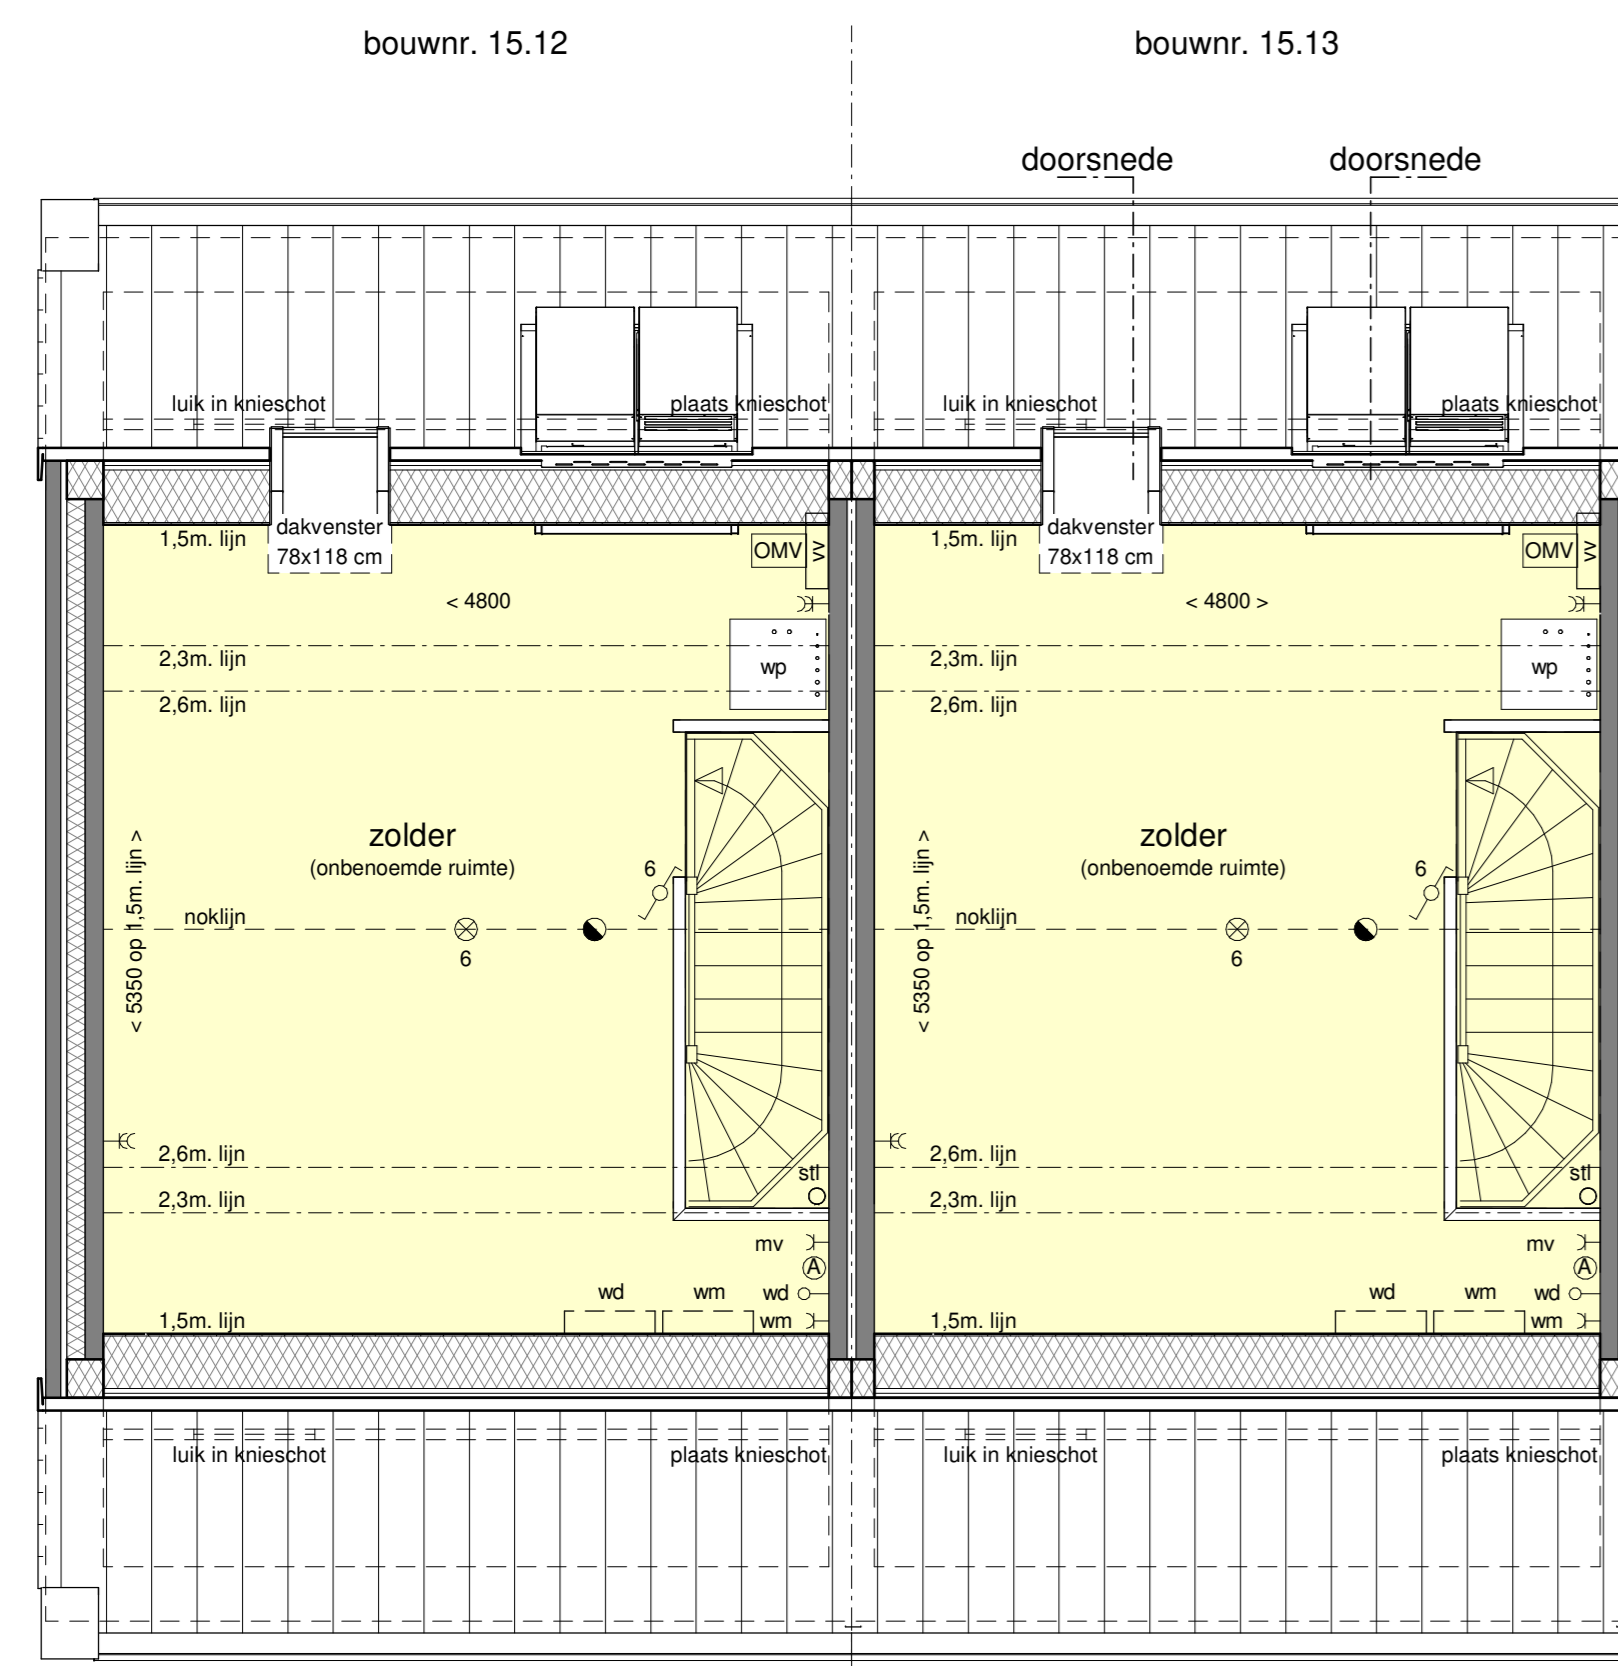 bouwnr. 15.12
bouwnr. 15.13
doorsnede
doorsnede
luik in knieschot
plaats knieschot
luik in knieschot
plaats knieschot
1,5m. lijn
dakvenster
78x118 cm
OMV
VV
1,5m. lijn
dakvenster
78x118 cm
OMV
VV
< 4800
< 4800 >
2,3m. lijn
wp
2,3m. lijn
wp
2,6m. lijn
2,6m. lijn
zolder
(onbenoemde ruimte)
6
zolder
(onbenoemde ruimte)
6
< 5350 op 1,5m. lijn >
noklijn
6
< 5350 op 1,5m. lijn >
noklijn
6
2,6m. lijn
stl
2,6m. lijn
stl
2,3m. lijn
2,3m. lijn
mv
A
mv
A
wd
wm
wd
wd
wm
wd
1,5m. lijn
wm
1,5m. lijn
wm
luik in knieschot
plaats knieschot
luik in knieschot
plaats knieschot